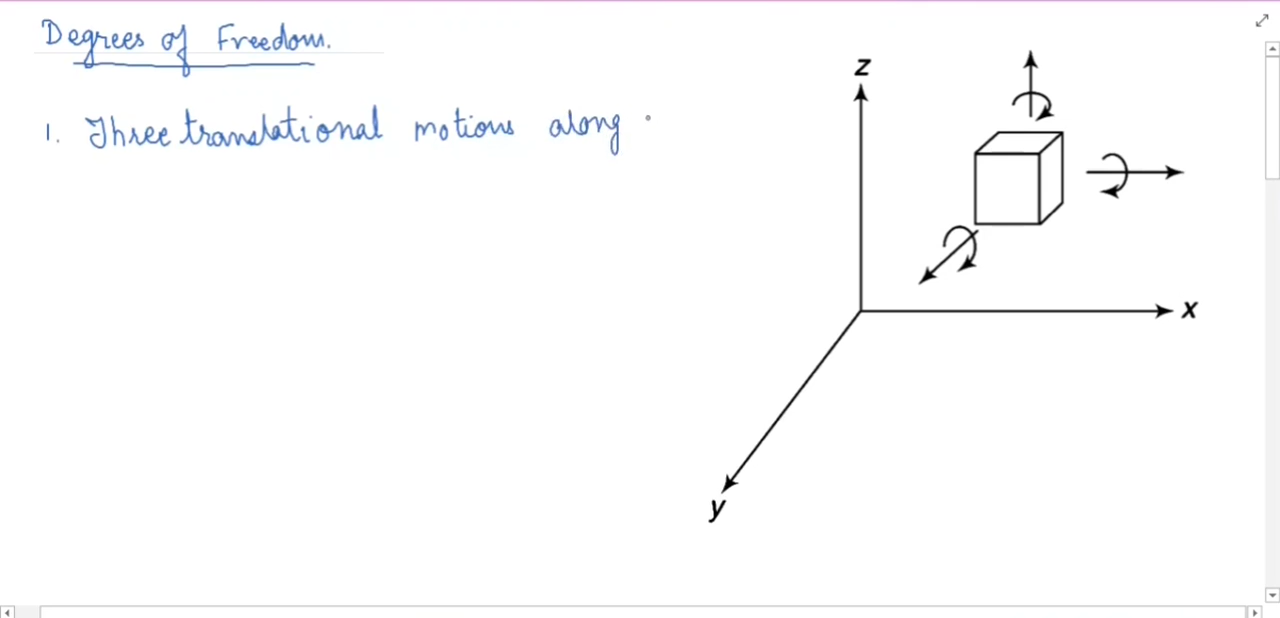 Degrees of Freedom.
1. Three translational motions along
z
x
y